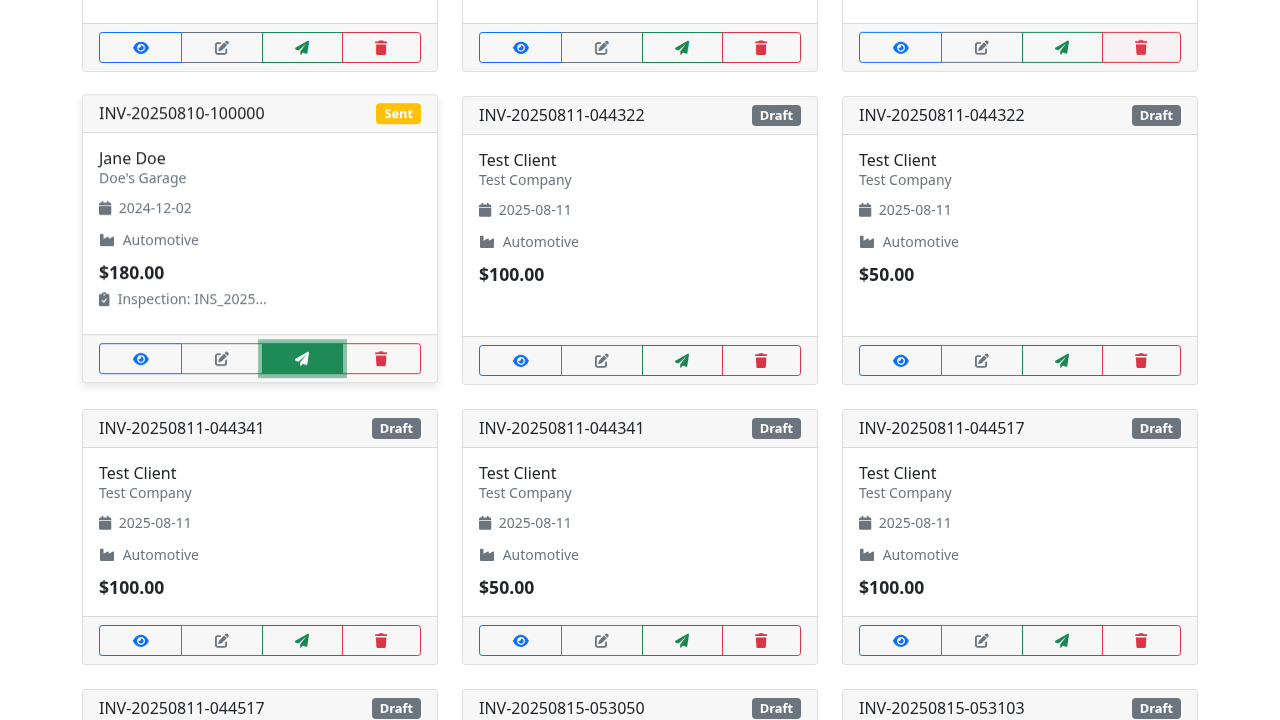 INV-20250810-100000 Sent
Jane Doe
Doe's Garage
2024-12-02
Automotive
$180.00
Inspection: INS_2025...
INV-20250811-044322 Draft
Test Client
Test Company
2025-08-11
Automotive
$100.00
INV-20250811-044322 Draft
Test Client
Test Company
2025-08-11
Automotive
$50.00
INV-20250811-044341 Draft
Test Client
Test Company
2025-08-11
Automotive
$100.00
INV-20250811-044341 Draft
Test Client
Test Company
2025-08-11
Automotive
$50.00
INV-20250811-044517 Draft
Test Client
Test Company
2025-08-11
Automotive
$100.00
INV-20250811-044517 Draft
INV-20250815-053050 Draft
INV-20250815-053103 Draft